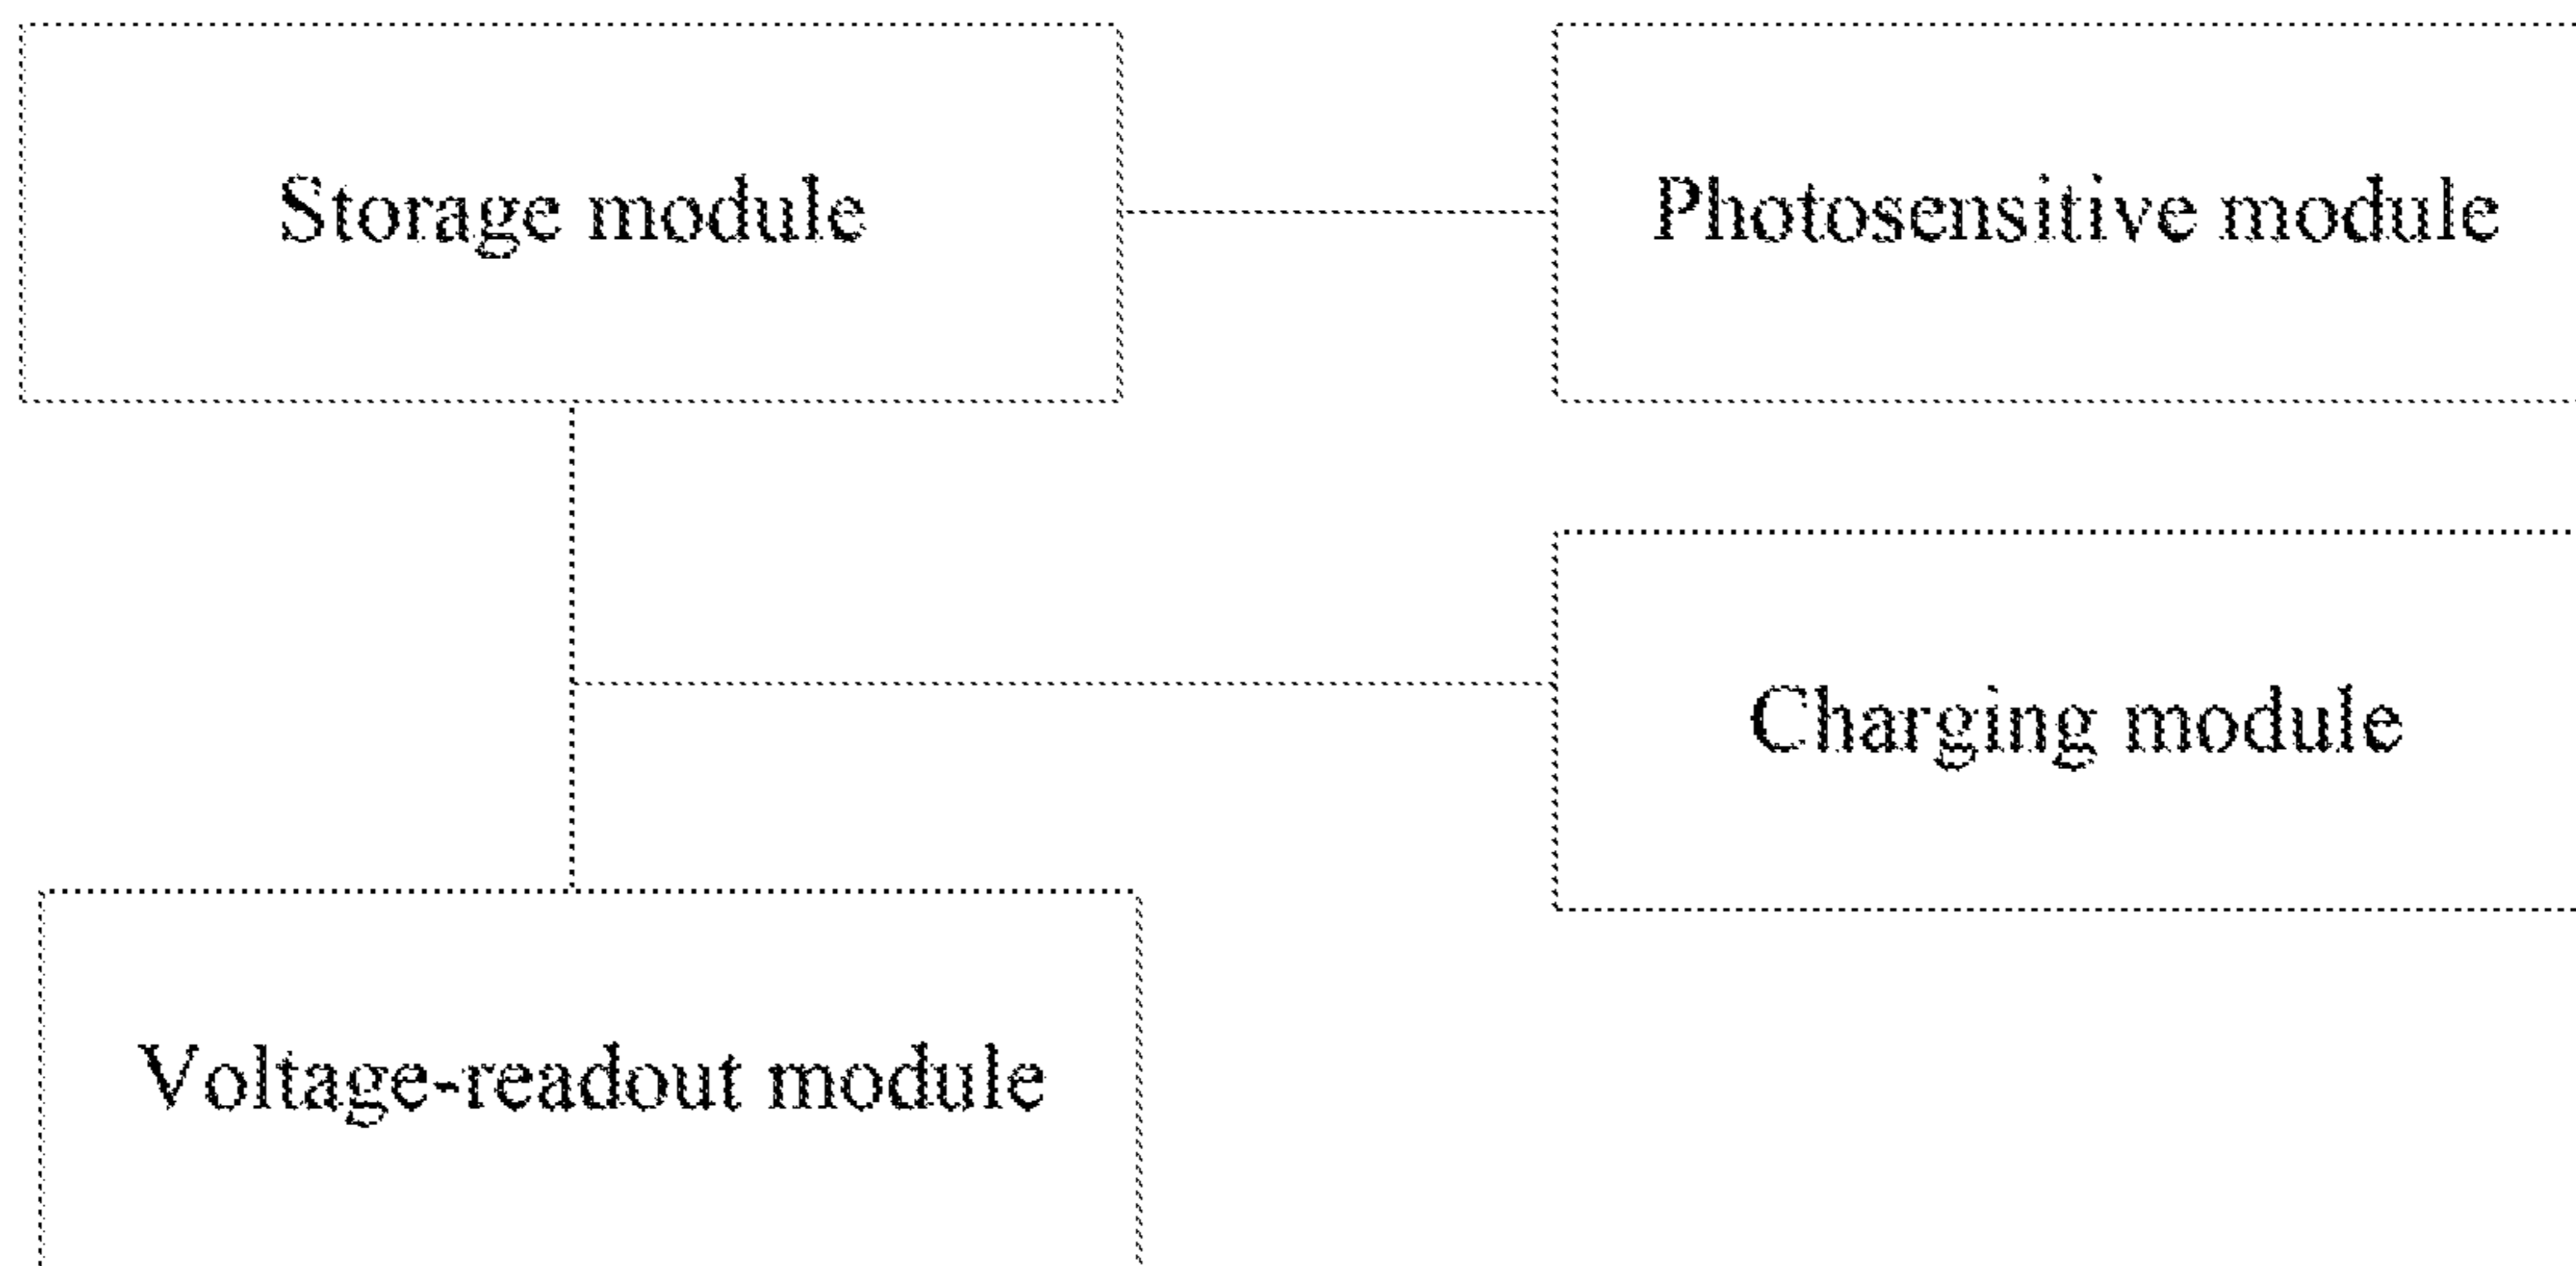 Storage module
Photosensitive module
Charging module
Voltage-readout module